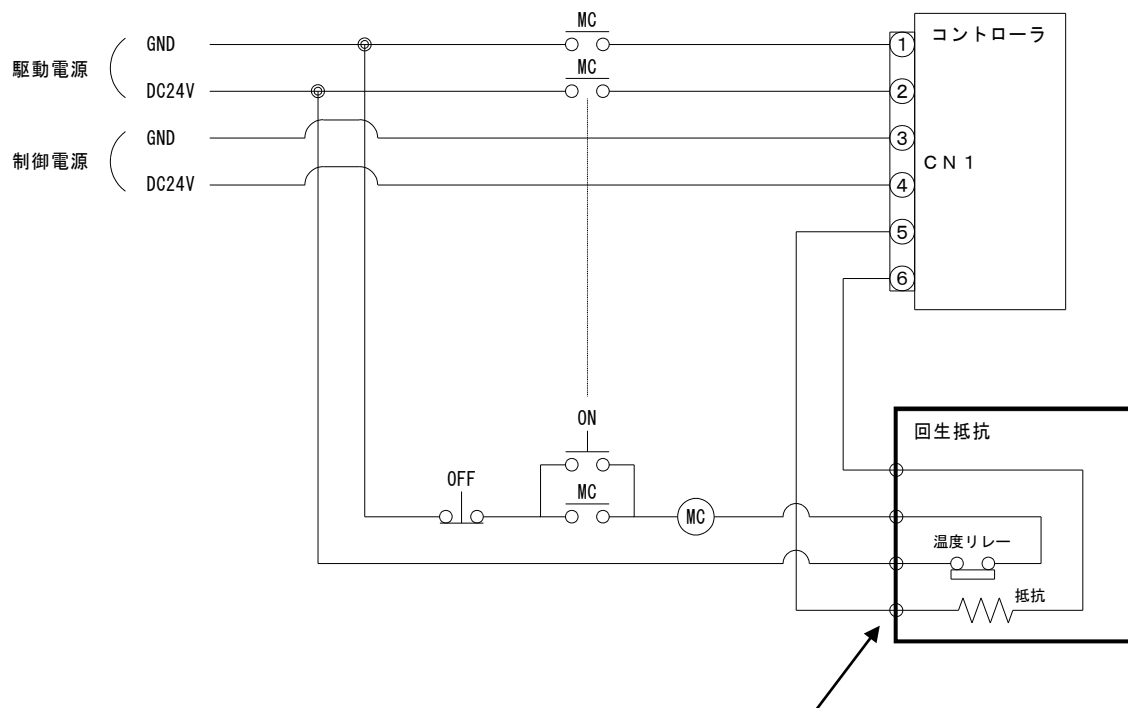 MC
GND
① コントローラ
駆動電源
MC
DC24V
②
GND
③
制御電源
CN1
DC24V
④
⑤
⑥
ON
回生抵抗
OFF
MC
MC
温度リレー
抵抗